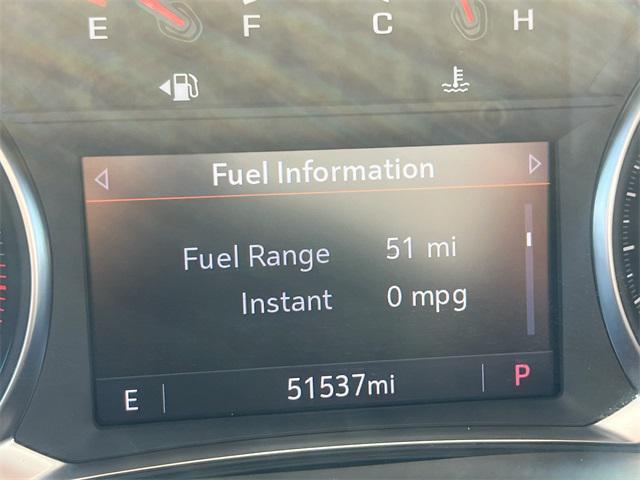 E F C H
Fuel Information
Fuel Range 51 mi
Instant 0 mpg
E 51537mi P